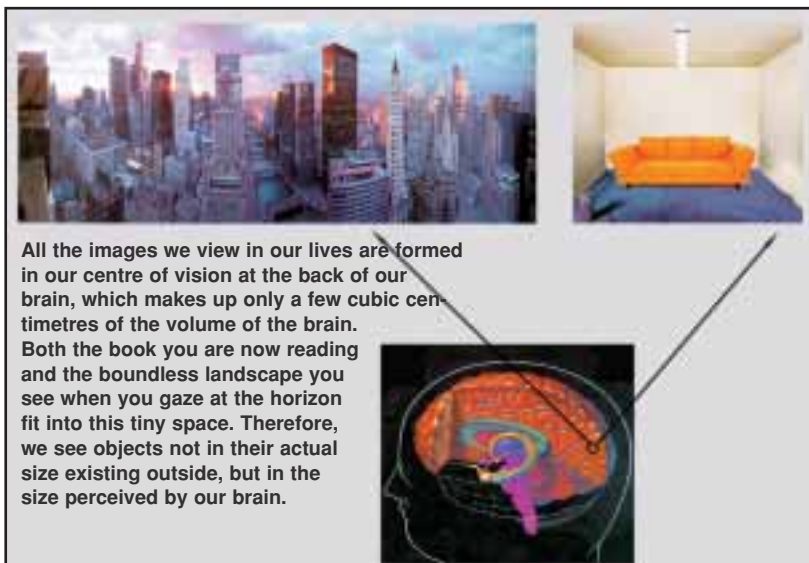 All the images we view in our lives are formed
in our centre of vision at the back of our
brain, which makes up only a few cubic cen-
timetres of the volume of the brain.
Both the book you are now reading
and the boundless landscape you
see when you gaze at the horizon
fit into this tiny space. Therefore,
we see objects not in their actual
size existing outside, but in the
size perceived by our brain.